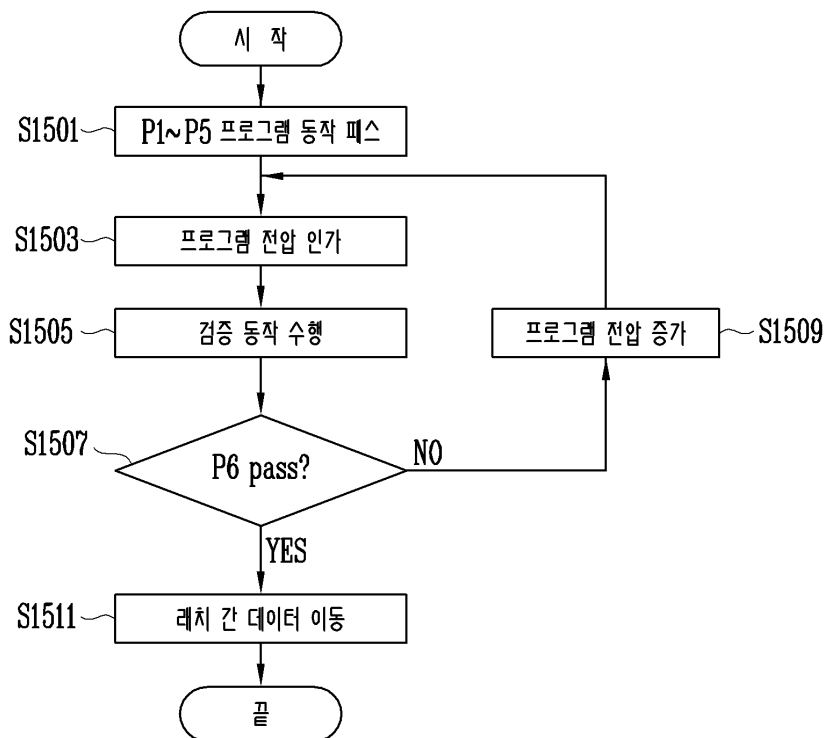 시 작
S1501
P1~P5 프로그램 동작 패스
S1503
프로그램 전압 인가
S1505
검증 동작 수행
프로그램 전압 증가
S1509
S1507
P6 pass?
NO
YES
S1511
래치 간 데이터 이동
끝